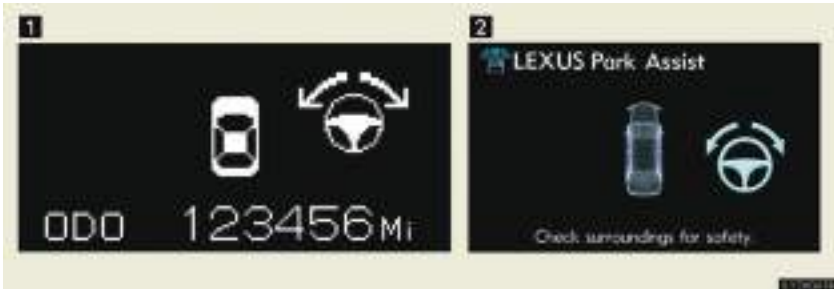 1
ODO 123456Mi
2
LEXUS Park Assist
Check surroundings for safety.